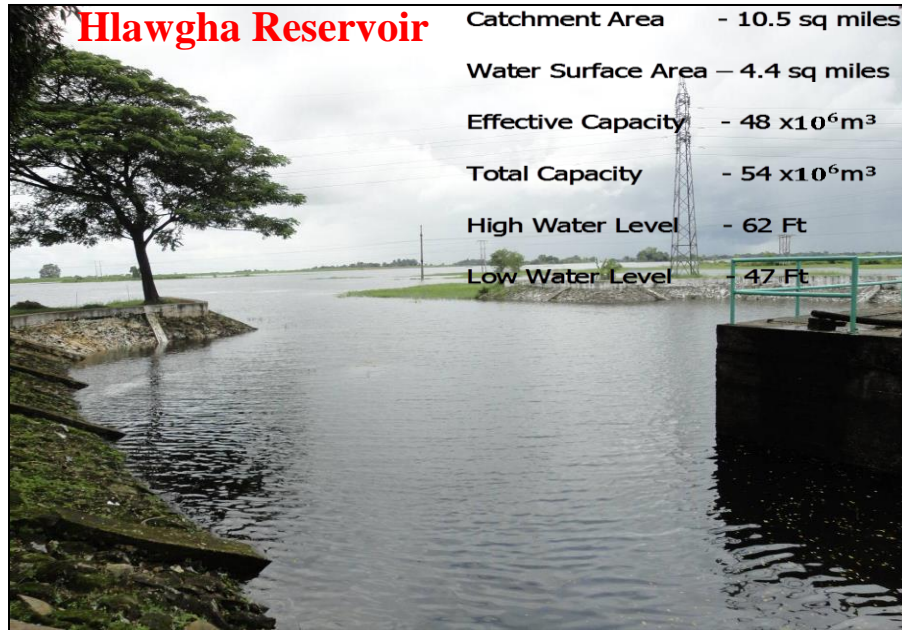 Hlawgha Reservoir
Catchment Area - 10.5 sq miles
Water Surface Area – 4.4 sq miles
Effective Capacity - 48 x10⁶m³
Total Capacity - 54 x10⁶m³
High Water Level - 62 Ft
Low Water Level - 47 Ft